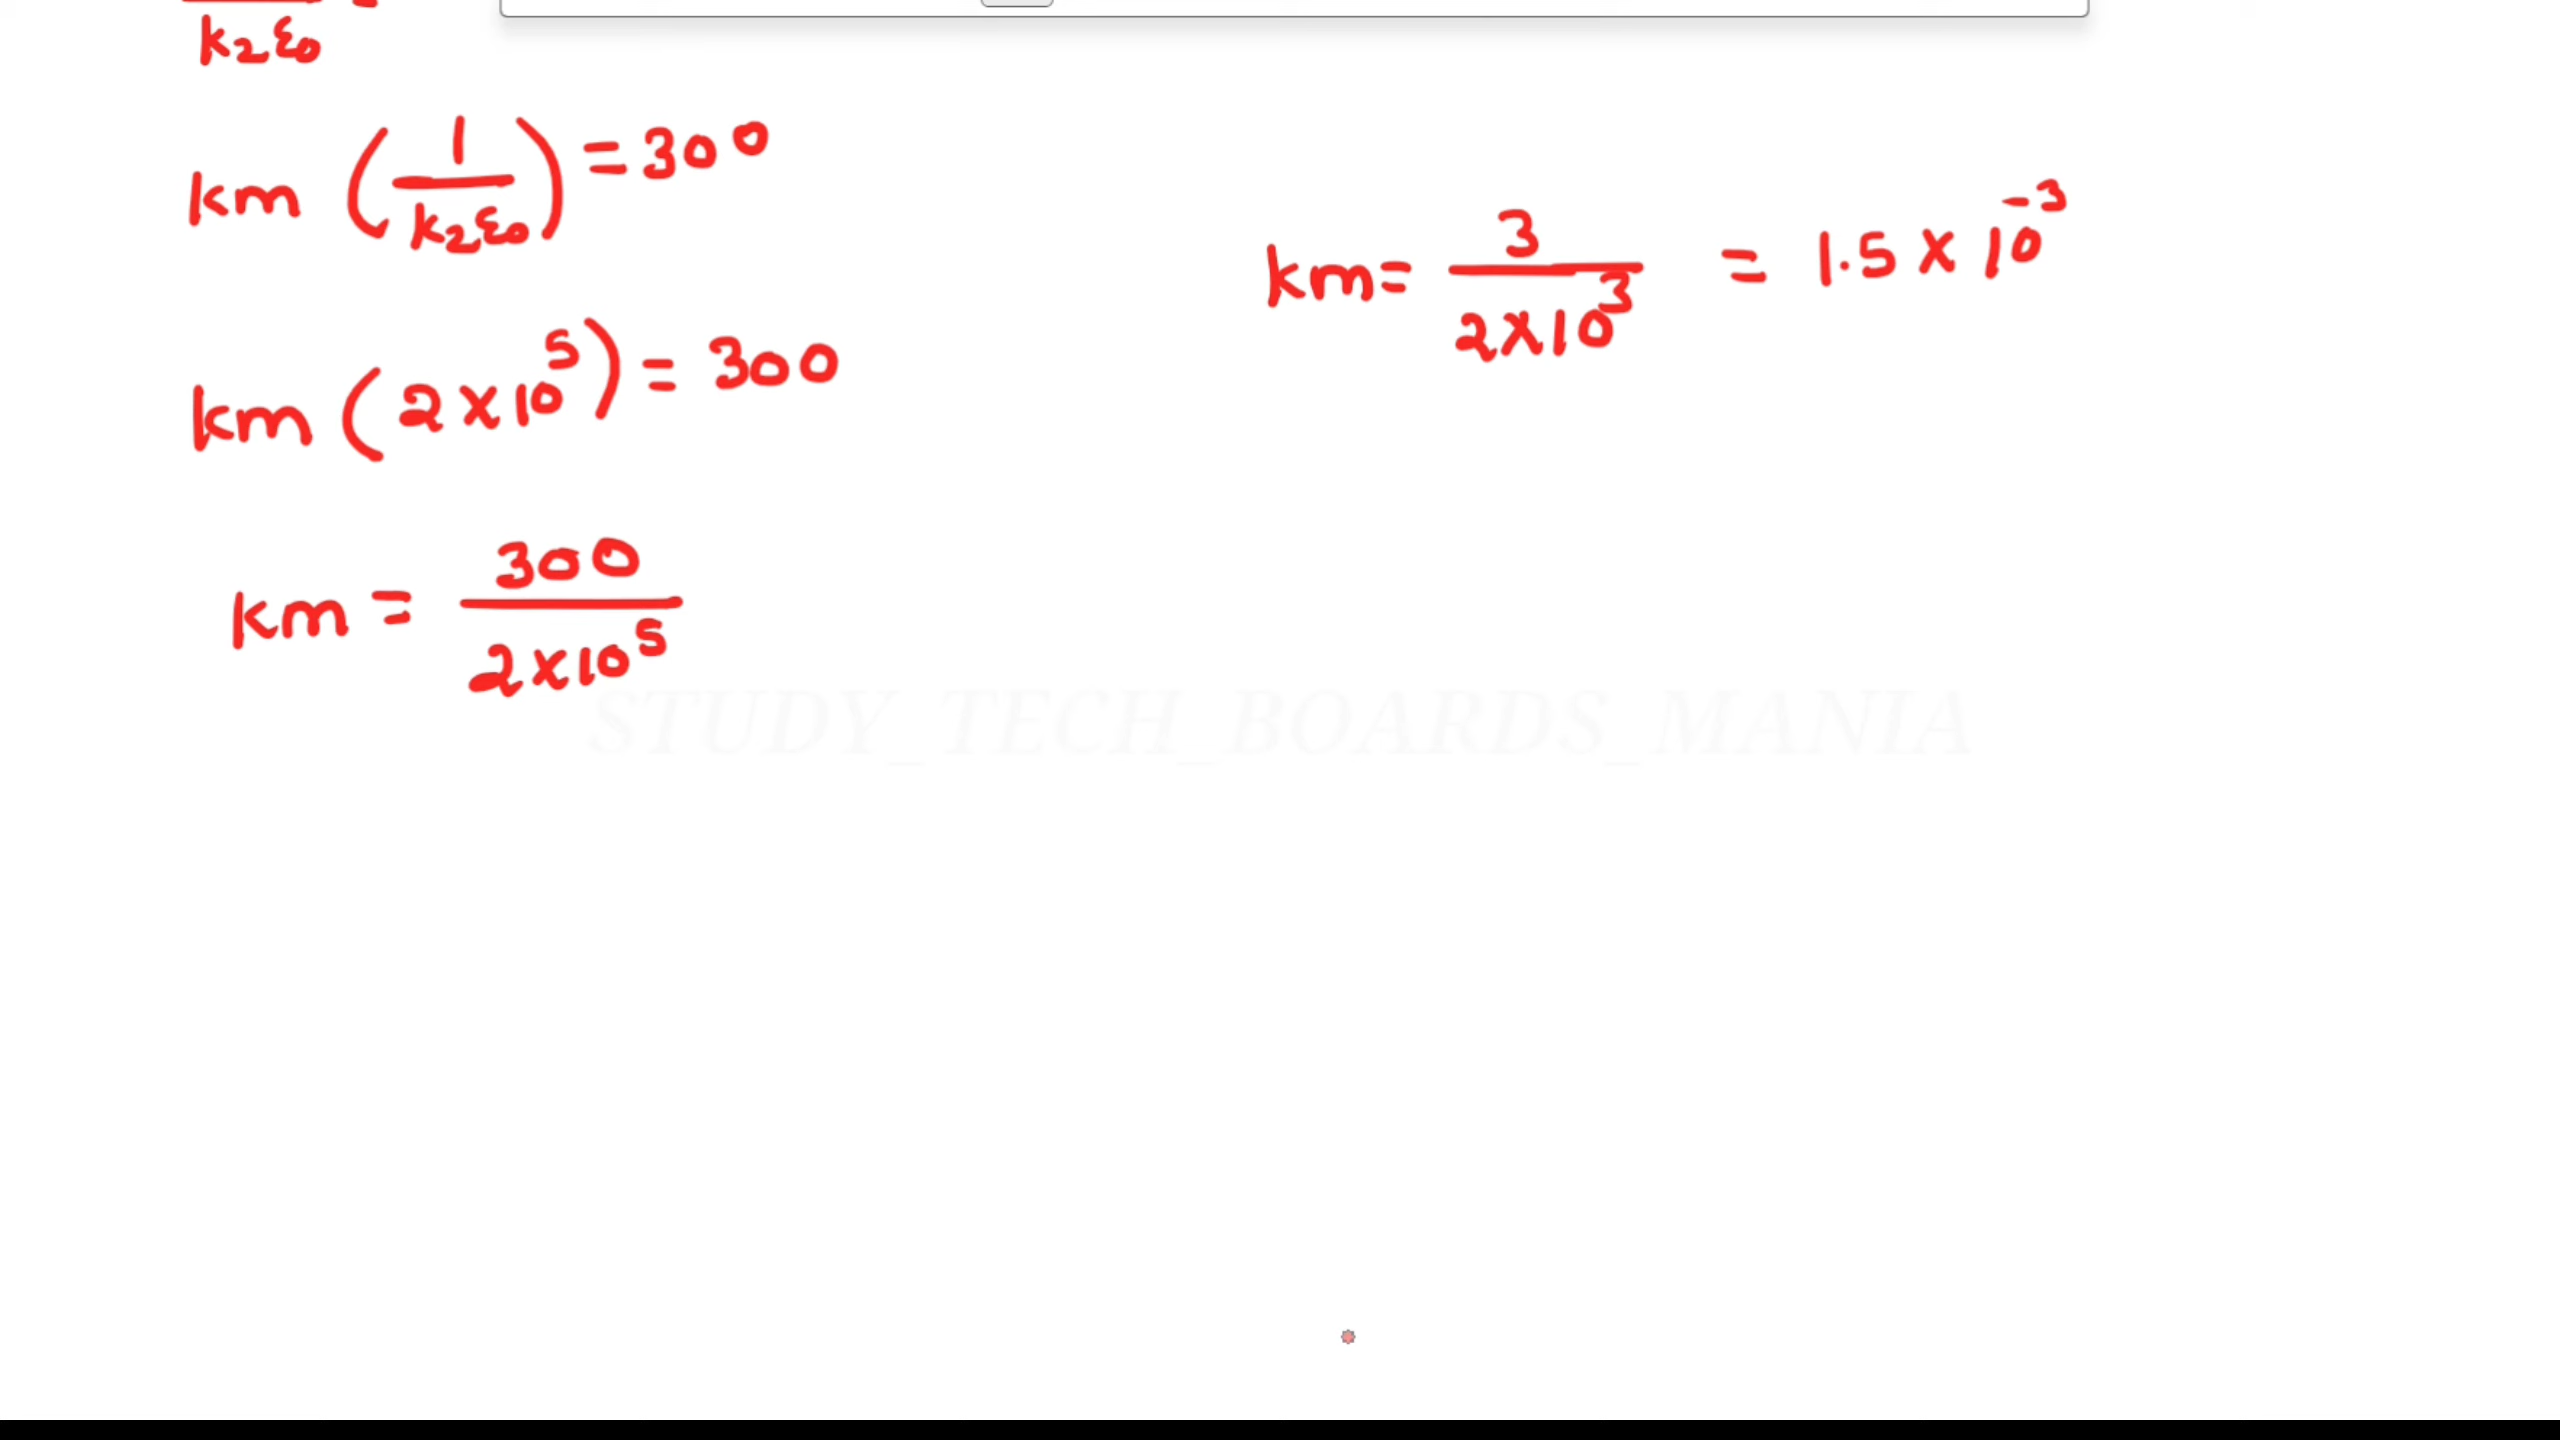 k₂ε₀
km (1/k₂ε₀) = 300
km (2×10⁵) = 300
km = 300/2×10⁵
km = 3/2×10³ = 1.5 × 10⁻³
STUDY_TECH_BOARDS_MANIA